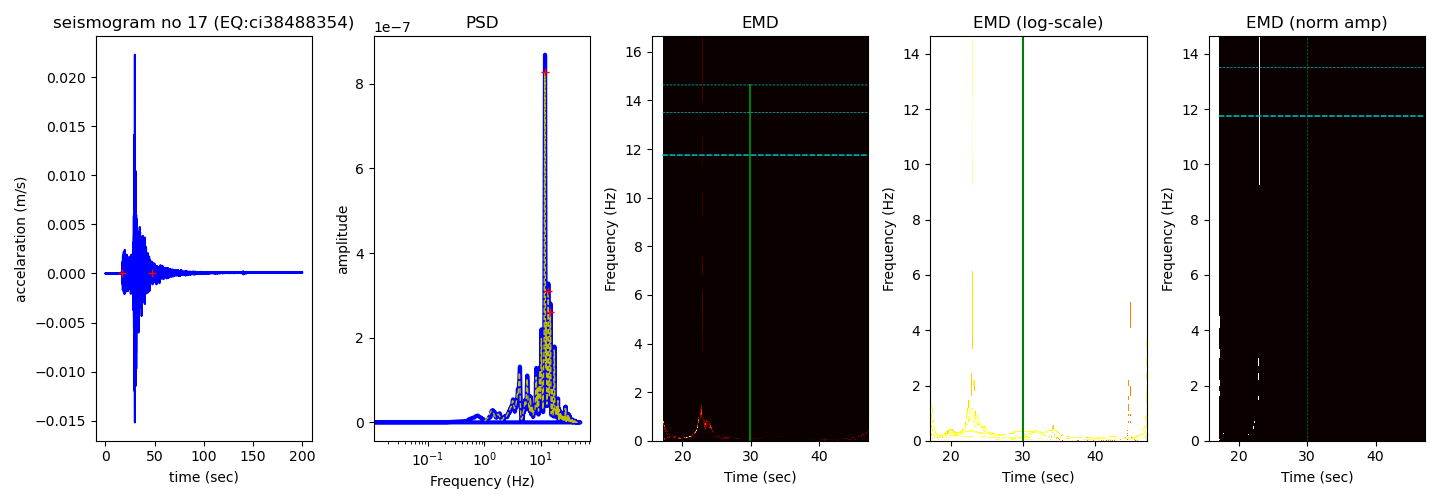 seismogram no 17 (EQ:ci38488354)
accelaration (m/s)
0.020
0.015
0.010
0.005
0.000
−0.005
−0.010
−0.015
0 50 100 150 200
time (sec)
PSD
1e−7
amplitude
8
6
4
2
0
10⁻¹ 10⁰ 10¹
Frequency (Hz)
EMD
Frequency (Hz)
16
14
12
10
8
6
4
2
0
20 30 40
Time (sec)
EMD (log-scale)
Frequency (Hz)
14
12
10
8
6
4
2
0
20 30 40
Time (sec)
EMD (norm amp)
Frequency (Hz)
14
12
10
8
6
4
2
0
20 30 40
Time (sec)